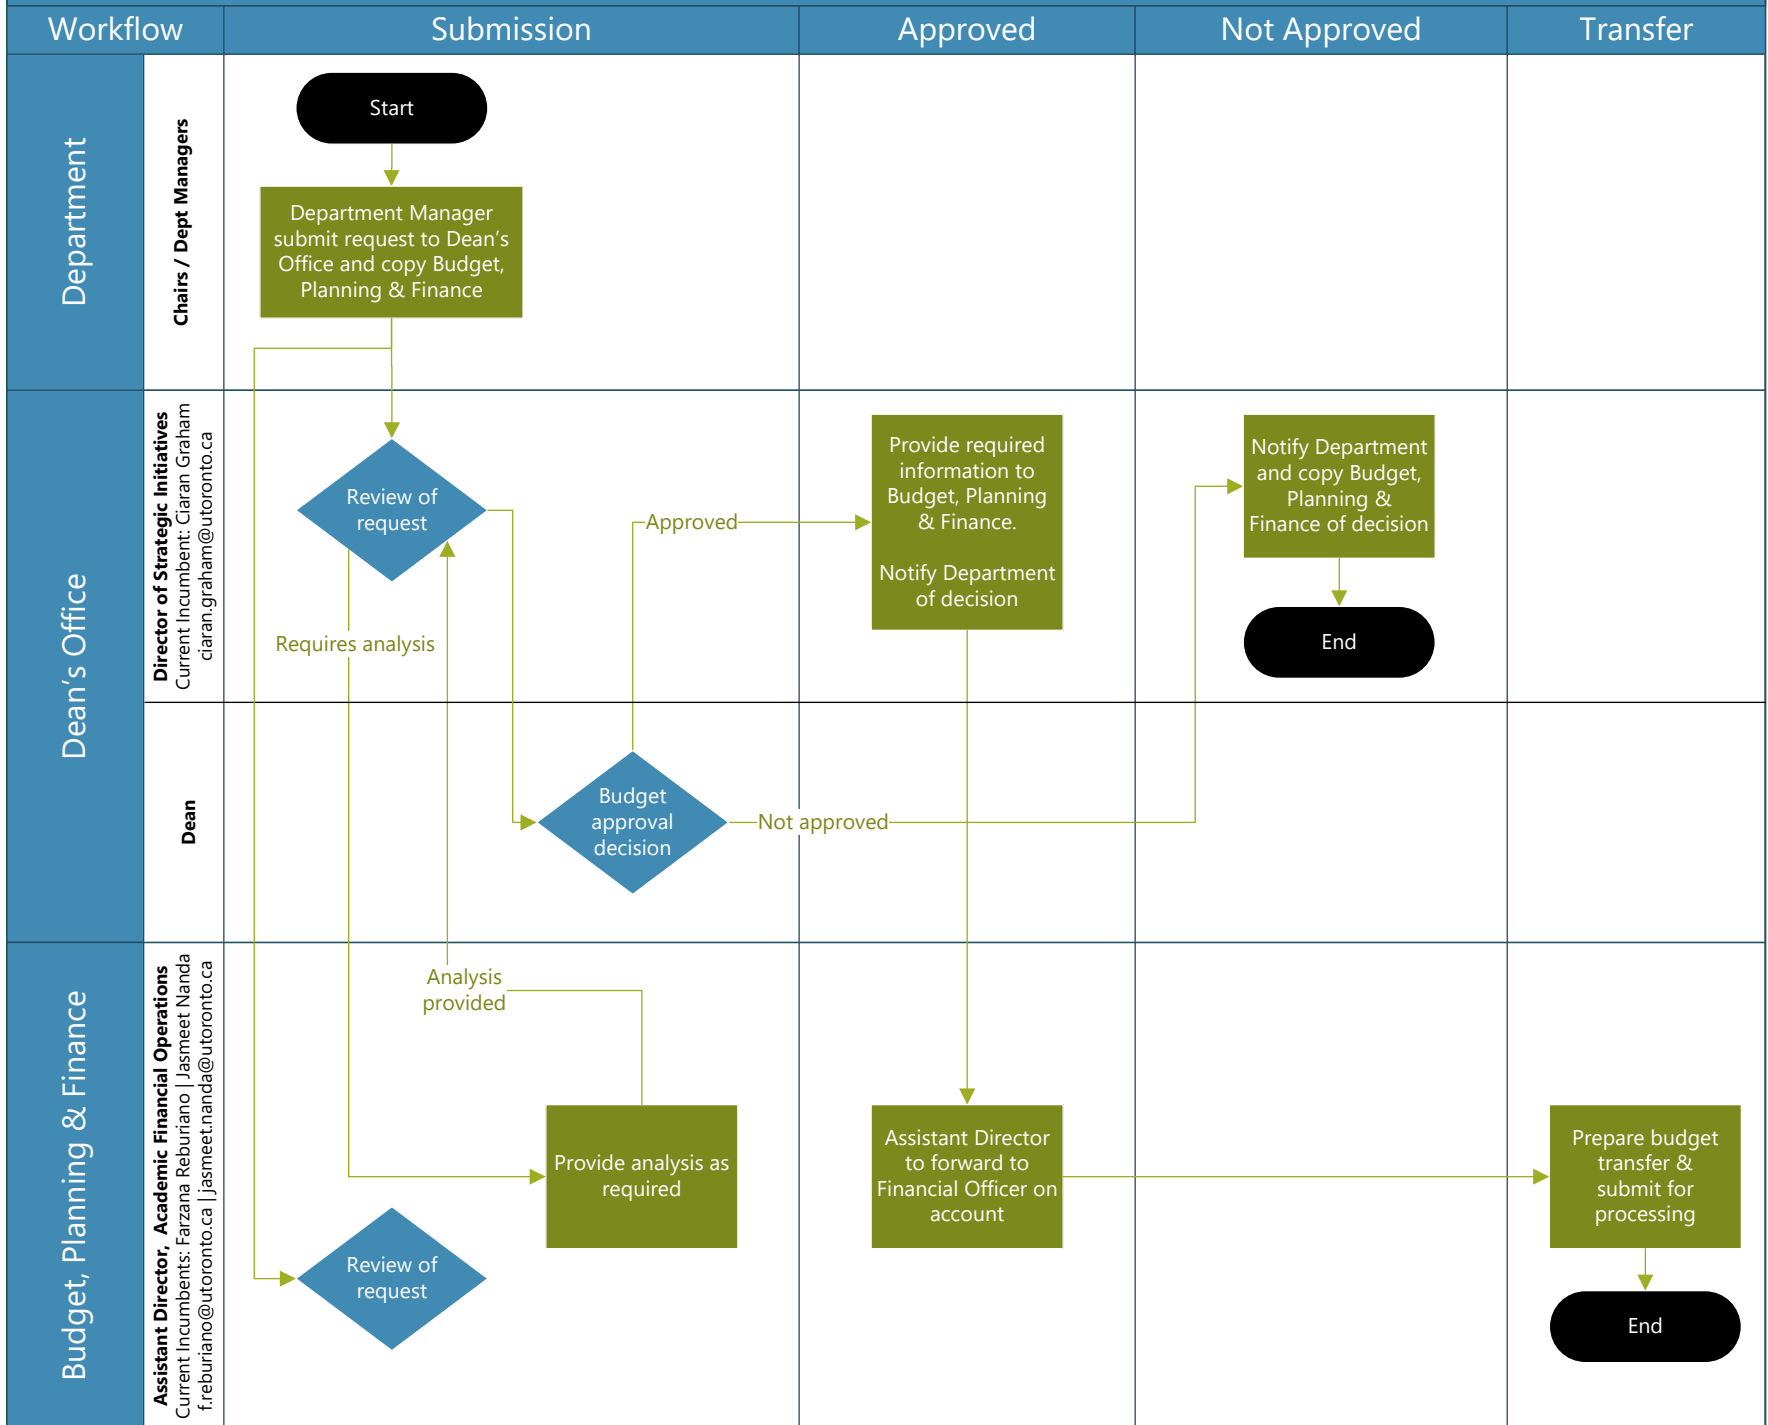 Workflow
Submission
Approved
Not Approved
Transfer
Department
Chairs / Dept Managers
Start
Department Manager
submit request to Dean’s
Office and copy Budget,
Planning & Finance
Dean’s Office
Director of Strategic Initiatives
Current Incumbent: Ciaran Graham
ciaran.graham@utoronto.ca
Review of
request
Requires analysis
Approved
Provide required
information to
Budget, Planning
& Finance.
Notify Department
of decision
Notify Department
and copy Budget,
Planning &
Finance of decision
End
Dean
Budget
approval
decision
Not approved
Budget, Planning & Finance
Assistant Director, Academic Financial Operations
Current Incumbents: Farzana Reburiano | Jasmeet Nanda
f.reburiano@utoronto.ca | jasmeet.nanda@utoronto.ca
Analysis
provided
Provide analysis as
required
Review of
request
Assistant Director
to forward to
Financial Officer on
account
Prepare budget
transfer &
submit for
processing
End